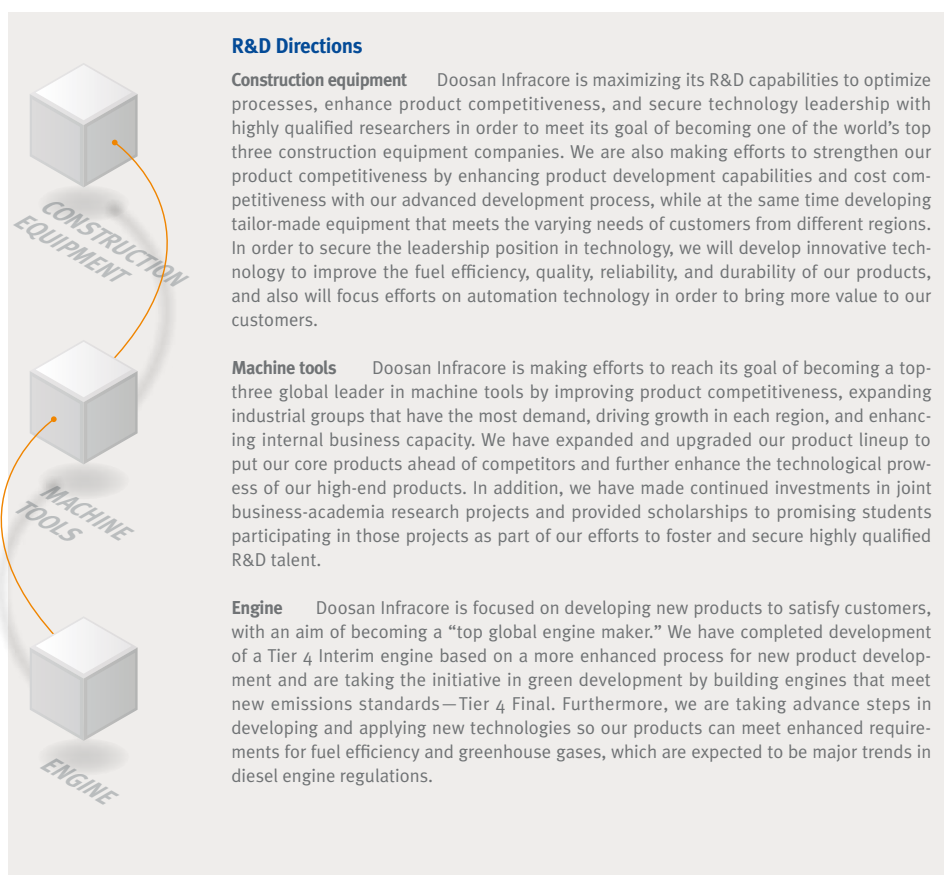 R&D Directions
Construction equipment Doosan Infracore is maximizing its R&D capabilities to optimize
processes, enhance product competitiveness, and secure technology leadership with
highly qualified researchers in order to meet its goal of becoming one of the world's top
three construction equipment companies. We are also making efforts to strengthen our
product competitiveness by enhancing product development capabilities and cost com-
petitiveness with our advanced development process, while at the same time developing
tailor-made equipment that meets the varying needs of customers from different regions.
In order to secure the leadership position in technology, we will develop innovative tech-
nology to improve the fuel efficiency, quality, reliability, and durability of our products,
and also will focus efforts on automation technology in order to bring more value to our
customers.
CONSTRUCTION
EQUIPMENT
Machine tools Doosan Infracore is making efforts to reach its goal of becoming a top-
three global leader in machine tools by improving product competitiveness, expanding
industrial groups that have the most demand, driving growth in each region, and enhanc-
ing internal business capacity. We have expanded and upgraded our product lineup to
put our core products ahead of competitors and further enhance the technological prow-
ess of our high-end products. In addition, we have made continued investments in joint
business-academia research projects and provided scholarships to promising students
participating in those projects as part of our efforts to foster and secure highly qualified
R&D talent.
MACHINE
TOOLS
Engine Doosan Infracore is focused on developing new products to satisfy customers,
with an aim of becoming a “top global engine maker.” We have completed development
of a Tier 4 Interim engine based on a more enhanced process for new product develop-
ment and are taking the initiative in green development by building engines that meet
new emissions standards—Tier 4 Final. Furthermore, we are taking advance steps in
developing and applying new technologies so our products can meet enhanced require-
ments for fuel efficiency and greenhouse gases, which are expected to be major trends in
diesel engine regulations.
ENGINE